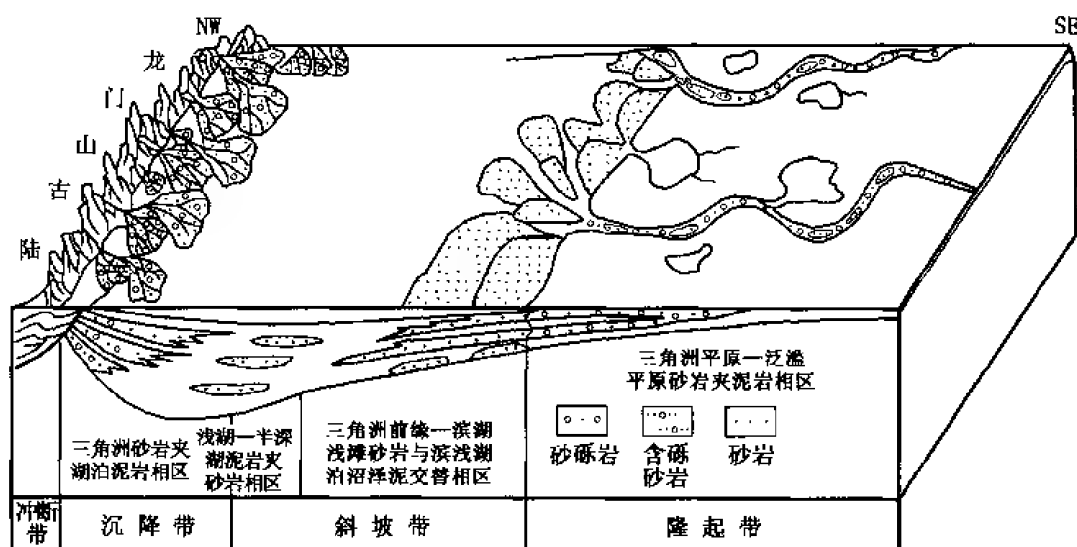 NW
SE
龙
门
山
古
陆
三角洲平原—泛滥
平原砂岩夹泥岩相区
砂砾岩
含砾
砂岩
砂岩
三角洲砂岩夹
湖泊泥岩相区
浅湖—半深
湖泥岩夹
砂岩相区
三角洲前缘—滨湖
浅滩砂岩与滨浅湖
泊沼泽泥交替相区
冲断
带
沉降带
斜坡带
隆起带